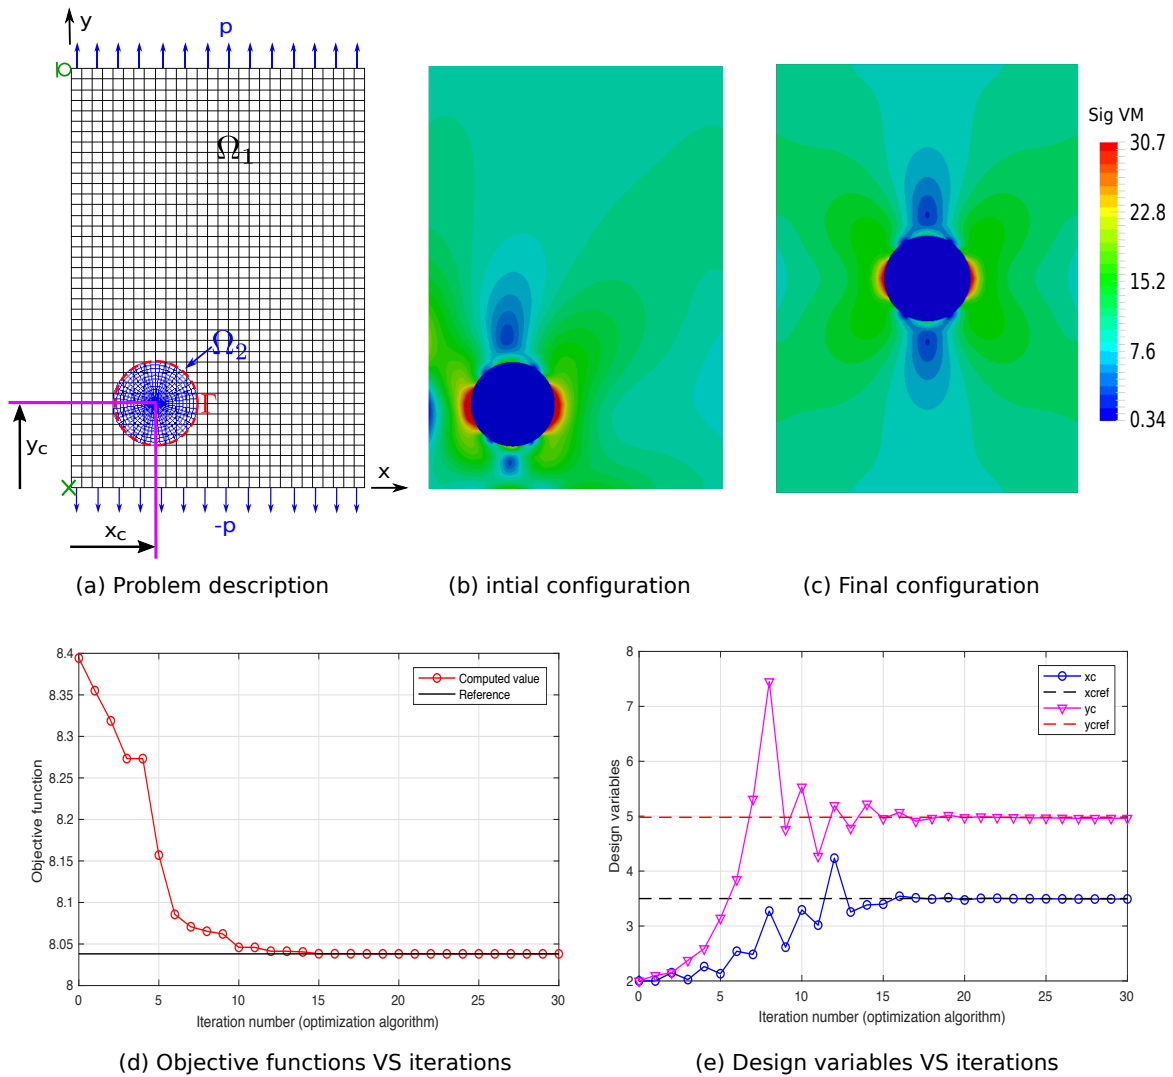 y
p
Ω1
Ω2
Γ
yc
x
xc
-p
Sig VM
30.7
22.8
15.2
7.6
0.34
(a) Problem description
(b) intial configuration
(c) Final configuration
8.4
8.35
8.3
8.25
8.2
8.15
8.1
8.05
8
Objective function
Computed value
Reference
0 5 10 15 20 25 30
Iteration number (optimization algorithm)
(d) Objective functions VS iterations
8
7
6
5
4
3
2
Design variables
xc
xcref
yc
ycref
0 5 10 15 20 25 30
Iteration number (optimization algorithm)
(e) Design variables VS iterations